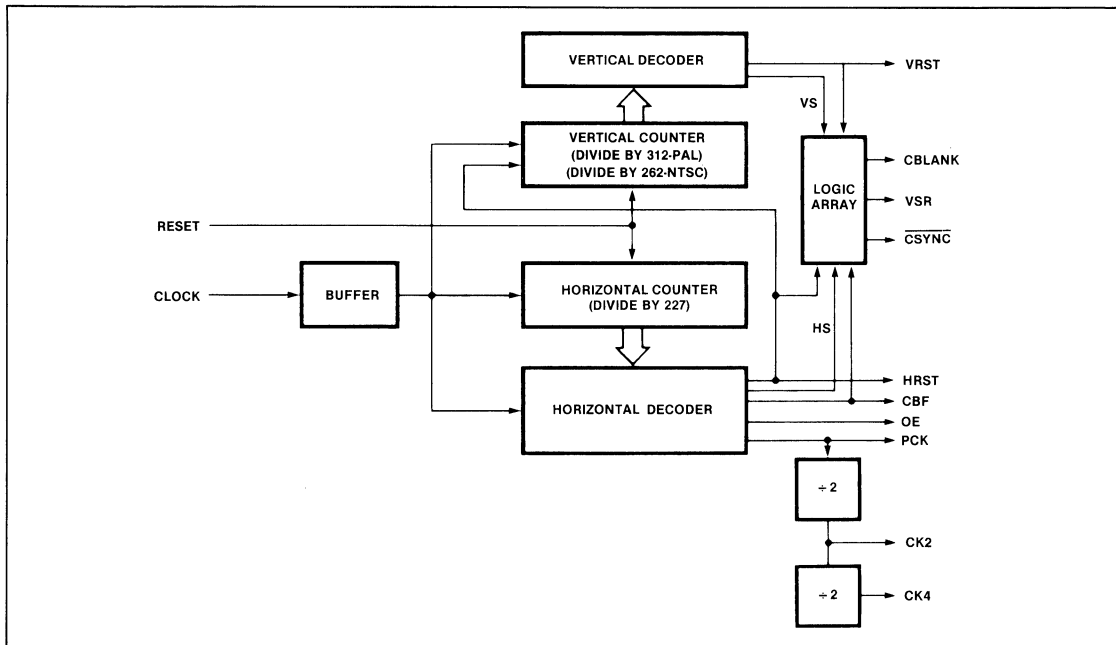 VERTICAL DECODER
VRST
VS
VERTICAL COUNTER
(DIVIDE BY 312-PAL)
(DIVIDE BY 262-NTSC)
LOGIC
ARRAY
CBLANK
VSR
CSYNC
RESET
CLOCK
BUFFER
HORIZONTAL COUNTER
(DIVIDE BY 227)
HS
HORIZONTAL DECODER
HRST
CBF
OE
PCK
÷ 2
CK2
÷ 2
CK4